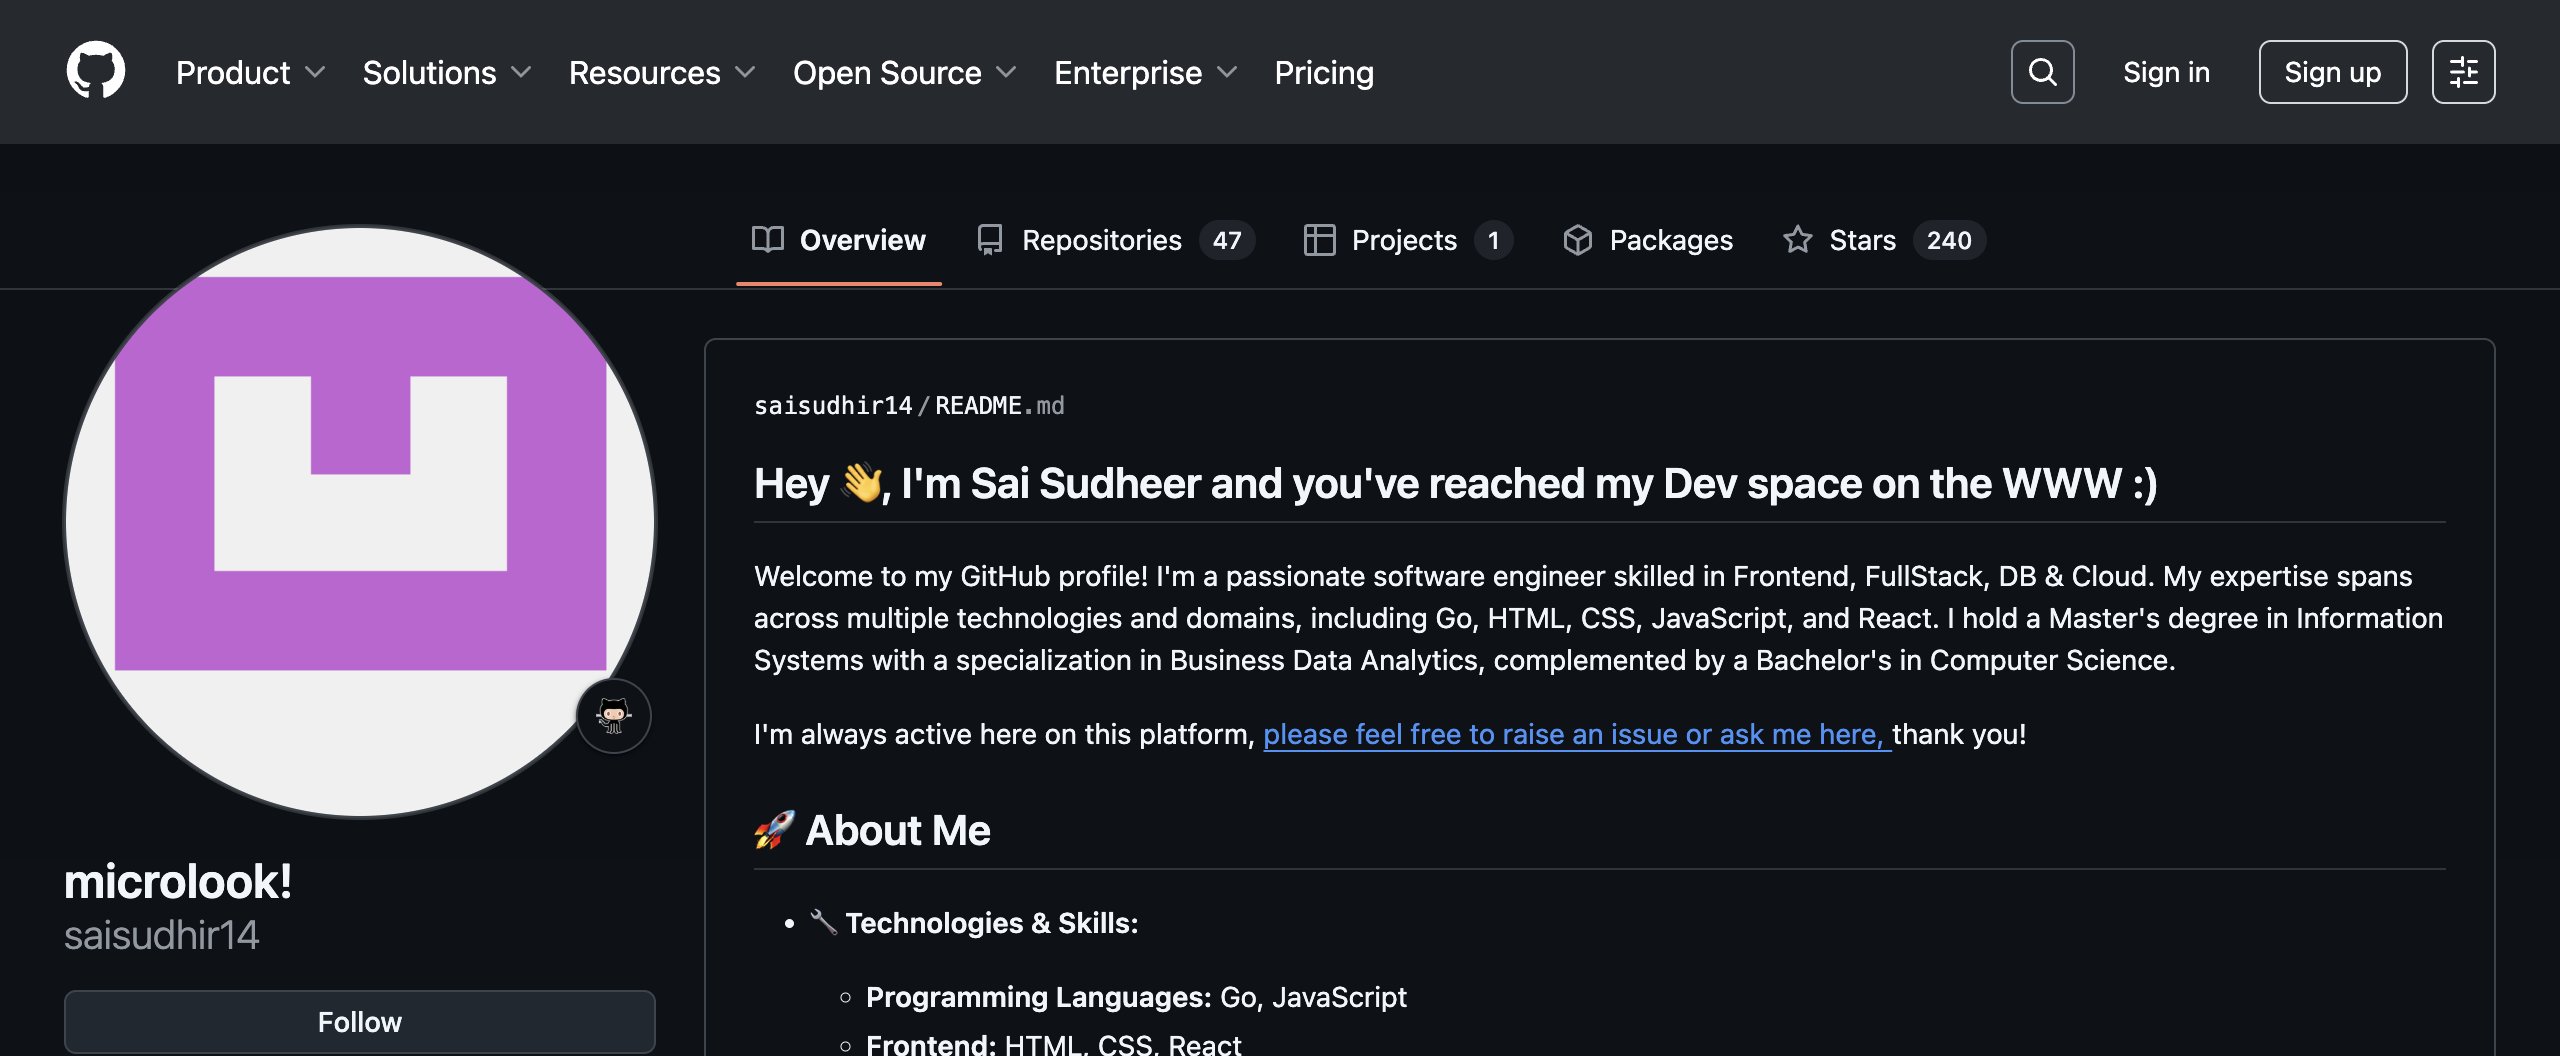 Product Solutions Resources Open Source Enterprise Pricing Sign in Sign up
Overview Repositories 47 Projects 1 Packages Stars 240
microlook!
saisudhir14
Follow
saisudhir14/README.md
Hey 👋, I'm Sai Sudheer and you've reached my Dev space on the WWW :)
Welcome to my GitHub profile! I'm a passionate software engineer skilled in Frontend, FullStack, DB & Cloud. My expertise spans
across multiple technologies and domains, including Go, HTML, CSS, JavaScript, and React. I hold a Master's degree in Information
Systems with a specialization in Business Data Analytics, complemented by a Bachelor's in Computer Science.
I'm always active here on this platform, please feel free to raise an issue or ask me here, thank you!
🚀 About Me
• 🔧 Technologies & Skills:
○ Programming Languages: Go, JavaScript
○ Frontend: HTML, CSS, React